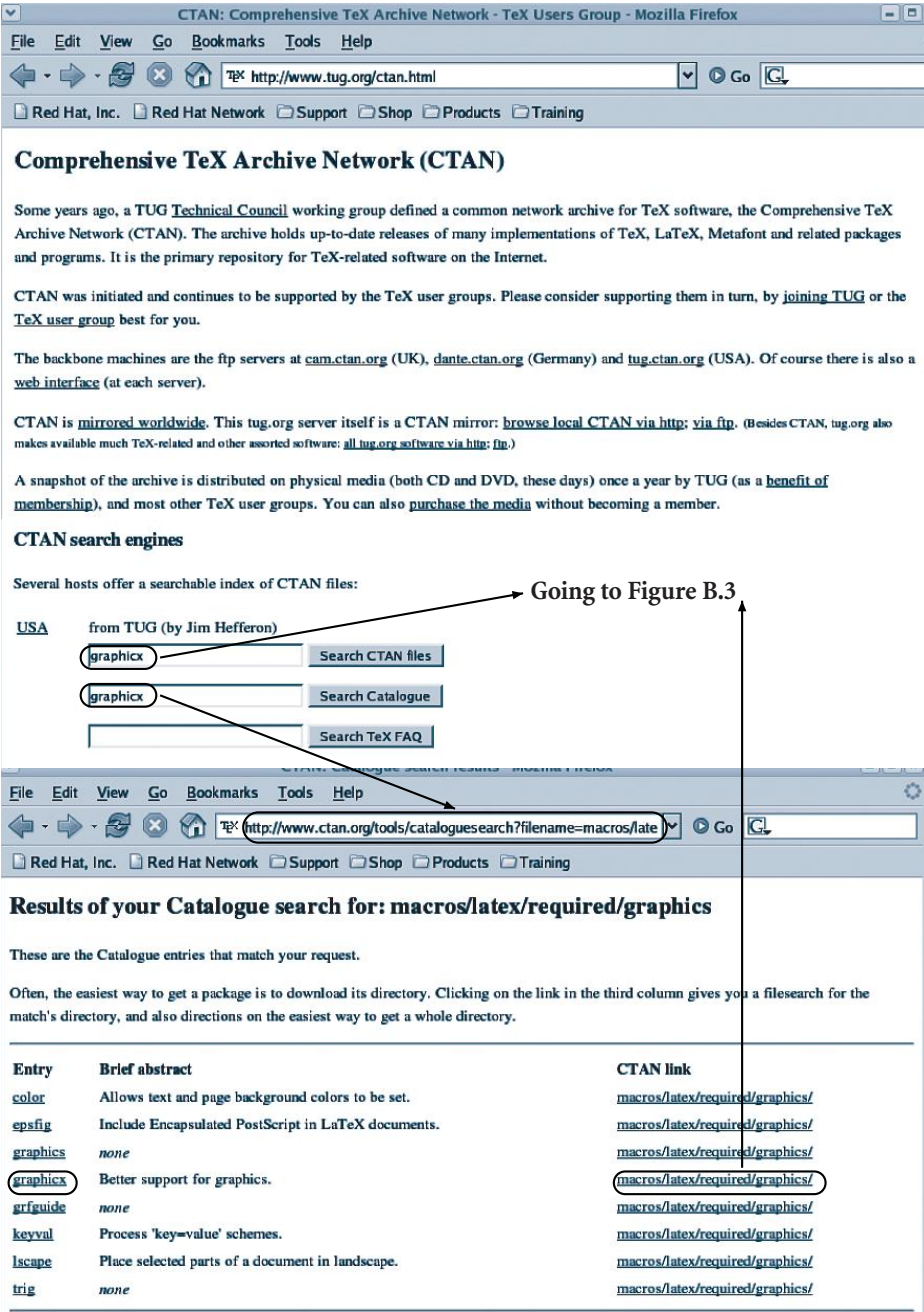 CTAN: Comprehensive TeX Archive Network - TeX Users Group - Mozilla Firefox
File Edit View Go Bookmarks Tools Help
TEX http://www.tug.org/ctan.html Go G
Red Hat, Inc. Red Hat Network Support Shop Products Training
Comprehensive TeX Archive Network (CTAN)
Some years ago, a TUG Technical Council working group defined a common network archive for TeX software, the Comprehensive TeX
Archive Network (CTAN). The archive holds up-to-date releases of many implementations of TeX, LaTeX, Metafont and related packages
and programs. It is the primary repository for TeX-related software on the Internet.
CTAN was initiated and continues to be supported by the TeX user groups. Please consider supporting them in turn, by joining TUG or the
TeX user group best for you.
The backbone machines are the ftp servers at cam.ctan.org (UK), dante.ctan.org (Germany) and tug.ctan.org (USA). Of course there is also a
web interface (at each server).
CTAN is mirrored worldwide. This tug.org server itself is a CTAN mirror: browse local CTAN via http; via ftp. (Besides CTAN, tug.org also
makes available much TeX-related and other assorted software: all tug.org software via http; ftp.)
A snapshot of the archive is distributed on physical media (both CD and DVD, these days) once a year by TUG (as a benefit of
membership), and most other TeX user groups. You can also purchase the media without becoming a member.
CTAN search engines
Several hosts offer a searchable index of CTAN files:
Going to Figure B.3
USA from TUG (by Jim Hefferon)
graphicx Search CTAN files
graphicx Search Catalogue
Search TeX FAQ
CTAN: Catalogue search results - Mozilla Firefox
File Edit View Go Bookmarks Tools Help
TEX http://www.ctan.org/tools/cataloguesearch?filename=macros/late Go G
Red Hat, Inc. Red Hat Network Support Shop Products Training
Results of your Catalogue search for: macros/latex/required/graphics
These are the Catalogue entries that match your request.
Often, the easiest way to get a package is to download its directory. Clicking on the link in the third column gives you a filesearch for the
match's directory, and also directions on the easiest way to get a whole directory.
Entry Brief abstract CTAN link
color Allows text and page background colors to be set. macros/latex/required/graphics/
epsfig Include Encapsulated PostScript in LaTeX documents. macros/latex/required/graphics/
graphics none macros/latex/required/graphics/
graphicx Better support for graphics. macros/latex/required/graphics/
grfguide none macros/latex/required/graphics/
keyval Process 'key=value' schemes. macros/latex/required/graphics/
lscape Place selected parts of a document in landscape. macros/latex/required/graphics/
trig none macros/latex/required/graphics/